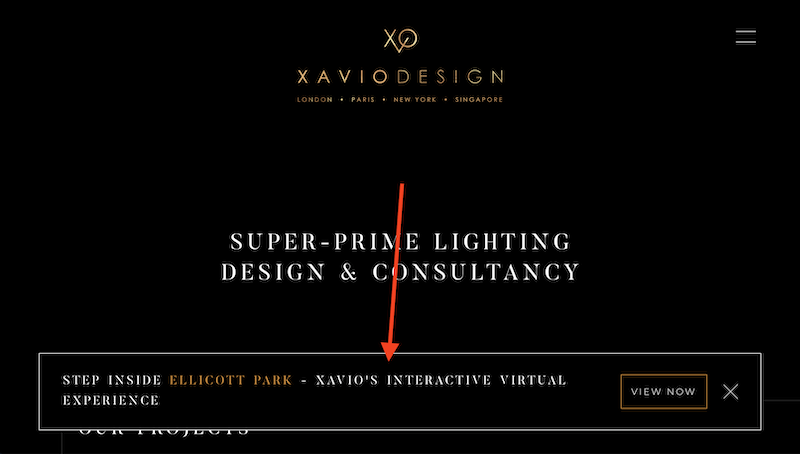 XO
XAVIODESIGN
LONDON • PARIS • NEW YORK • SINGAPORE
SUPER-PRIME LIGHTING
DESIGN & CONSULTANCY
STEP INSIDE ELLICOTT PARK - XAVIO'S INTERACTIVE VIRTUAL
EXPERIENCE
VIEW NOW
OUR PROJECTS